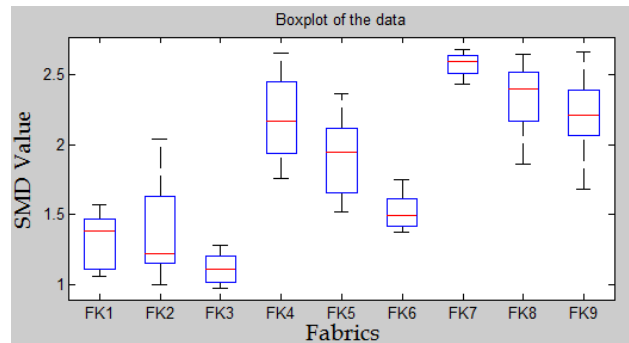 Boxplot of the data
SMD Value
2.5
2
1.5
1
FK1 FK2 FK3 FK4 FK5 FK6 FK7 FK8 FK9
Fabrics